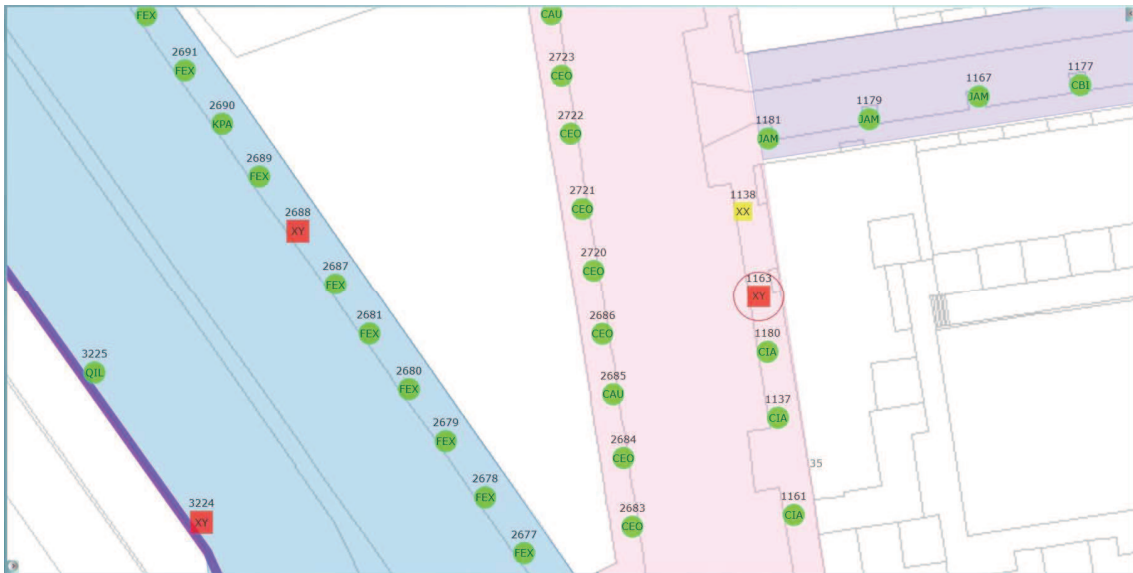 FEX
2691
FEX
2690
KPA
2689
FEX
2688
XY
2687
FEX
2681
FEX
2680
FEX
2679
FEX
2678
FEX
2677
FEX
3225
QIL
3224
XY
CAU
2723
CEO
2722
CEO
2721
CEO
2720
CEO
2686
CEO
2685
CAU
2684
CEO
2683
CEO
1138
XX
1163
XY
1180
CIA
1137
CIA
35
1161
CIA
1181
JAM
1179
JAM
1167
JAM
1177
CBI